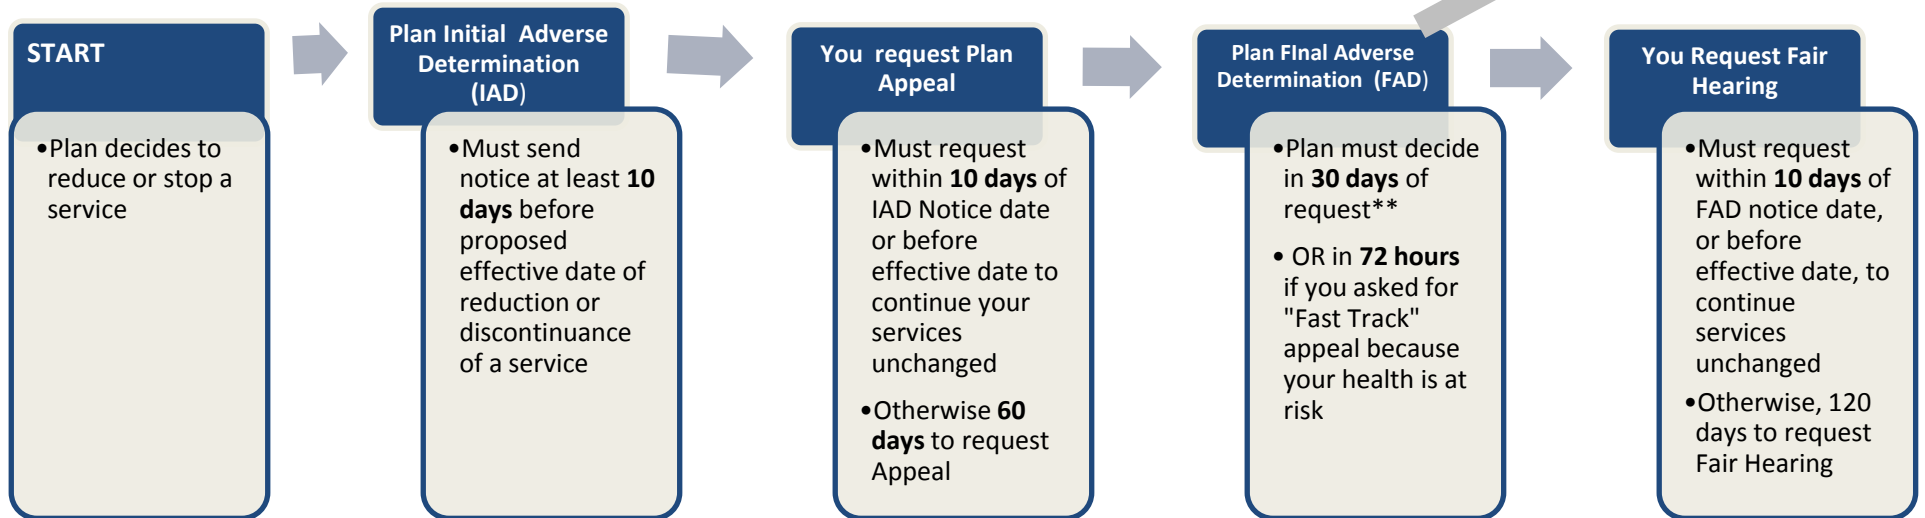 START
•Plan decides to
reduce or stop a
service
Plan Initial Adverse
Determination
(IAD)
•Must send
notice at least 10
days before
proposed
effective date of
reduction or
discontinuance
of a service
You request Plan
Appeal
•Must request
within 10 days of
IAD Notice date
or before
effective date to
continue your
services
unchanged
•Otherwise 60
days to request
Appeal
Plan FInal Adverse
Determination (FAD)
•Plan must decide
in 30 days of
request**
• OR in 72 hours
if you asked for
"Fast Track"
appeal because
your health is at
risk
You Request Fair
Hearing
•Must request
within 10 days of
FAD notice date,
or before
effective date, to
continue
services
unchanged
•Otherwise, 120
days to request
Fair Hearing